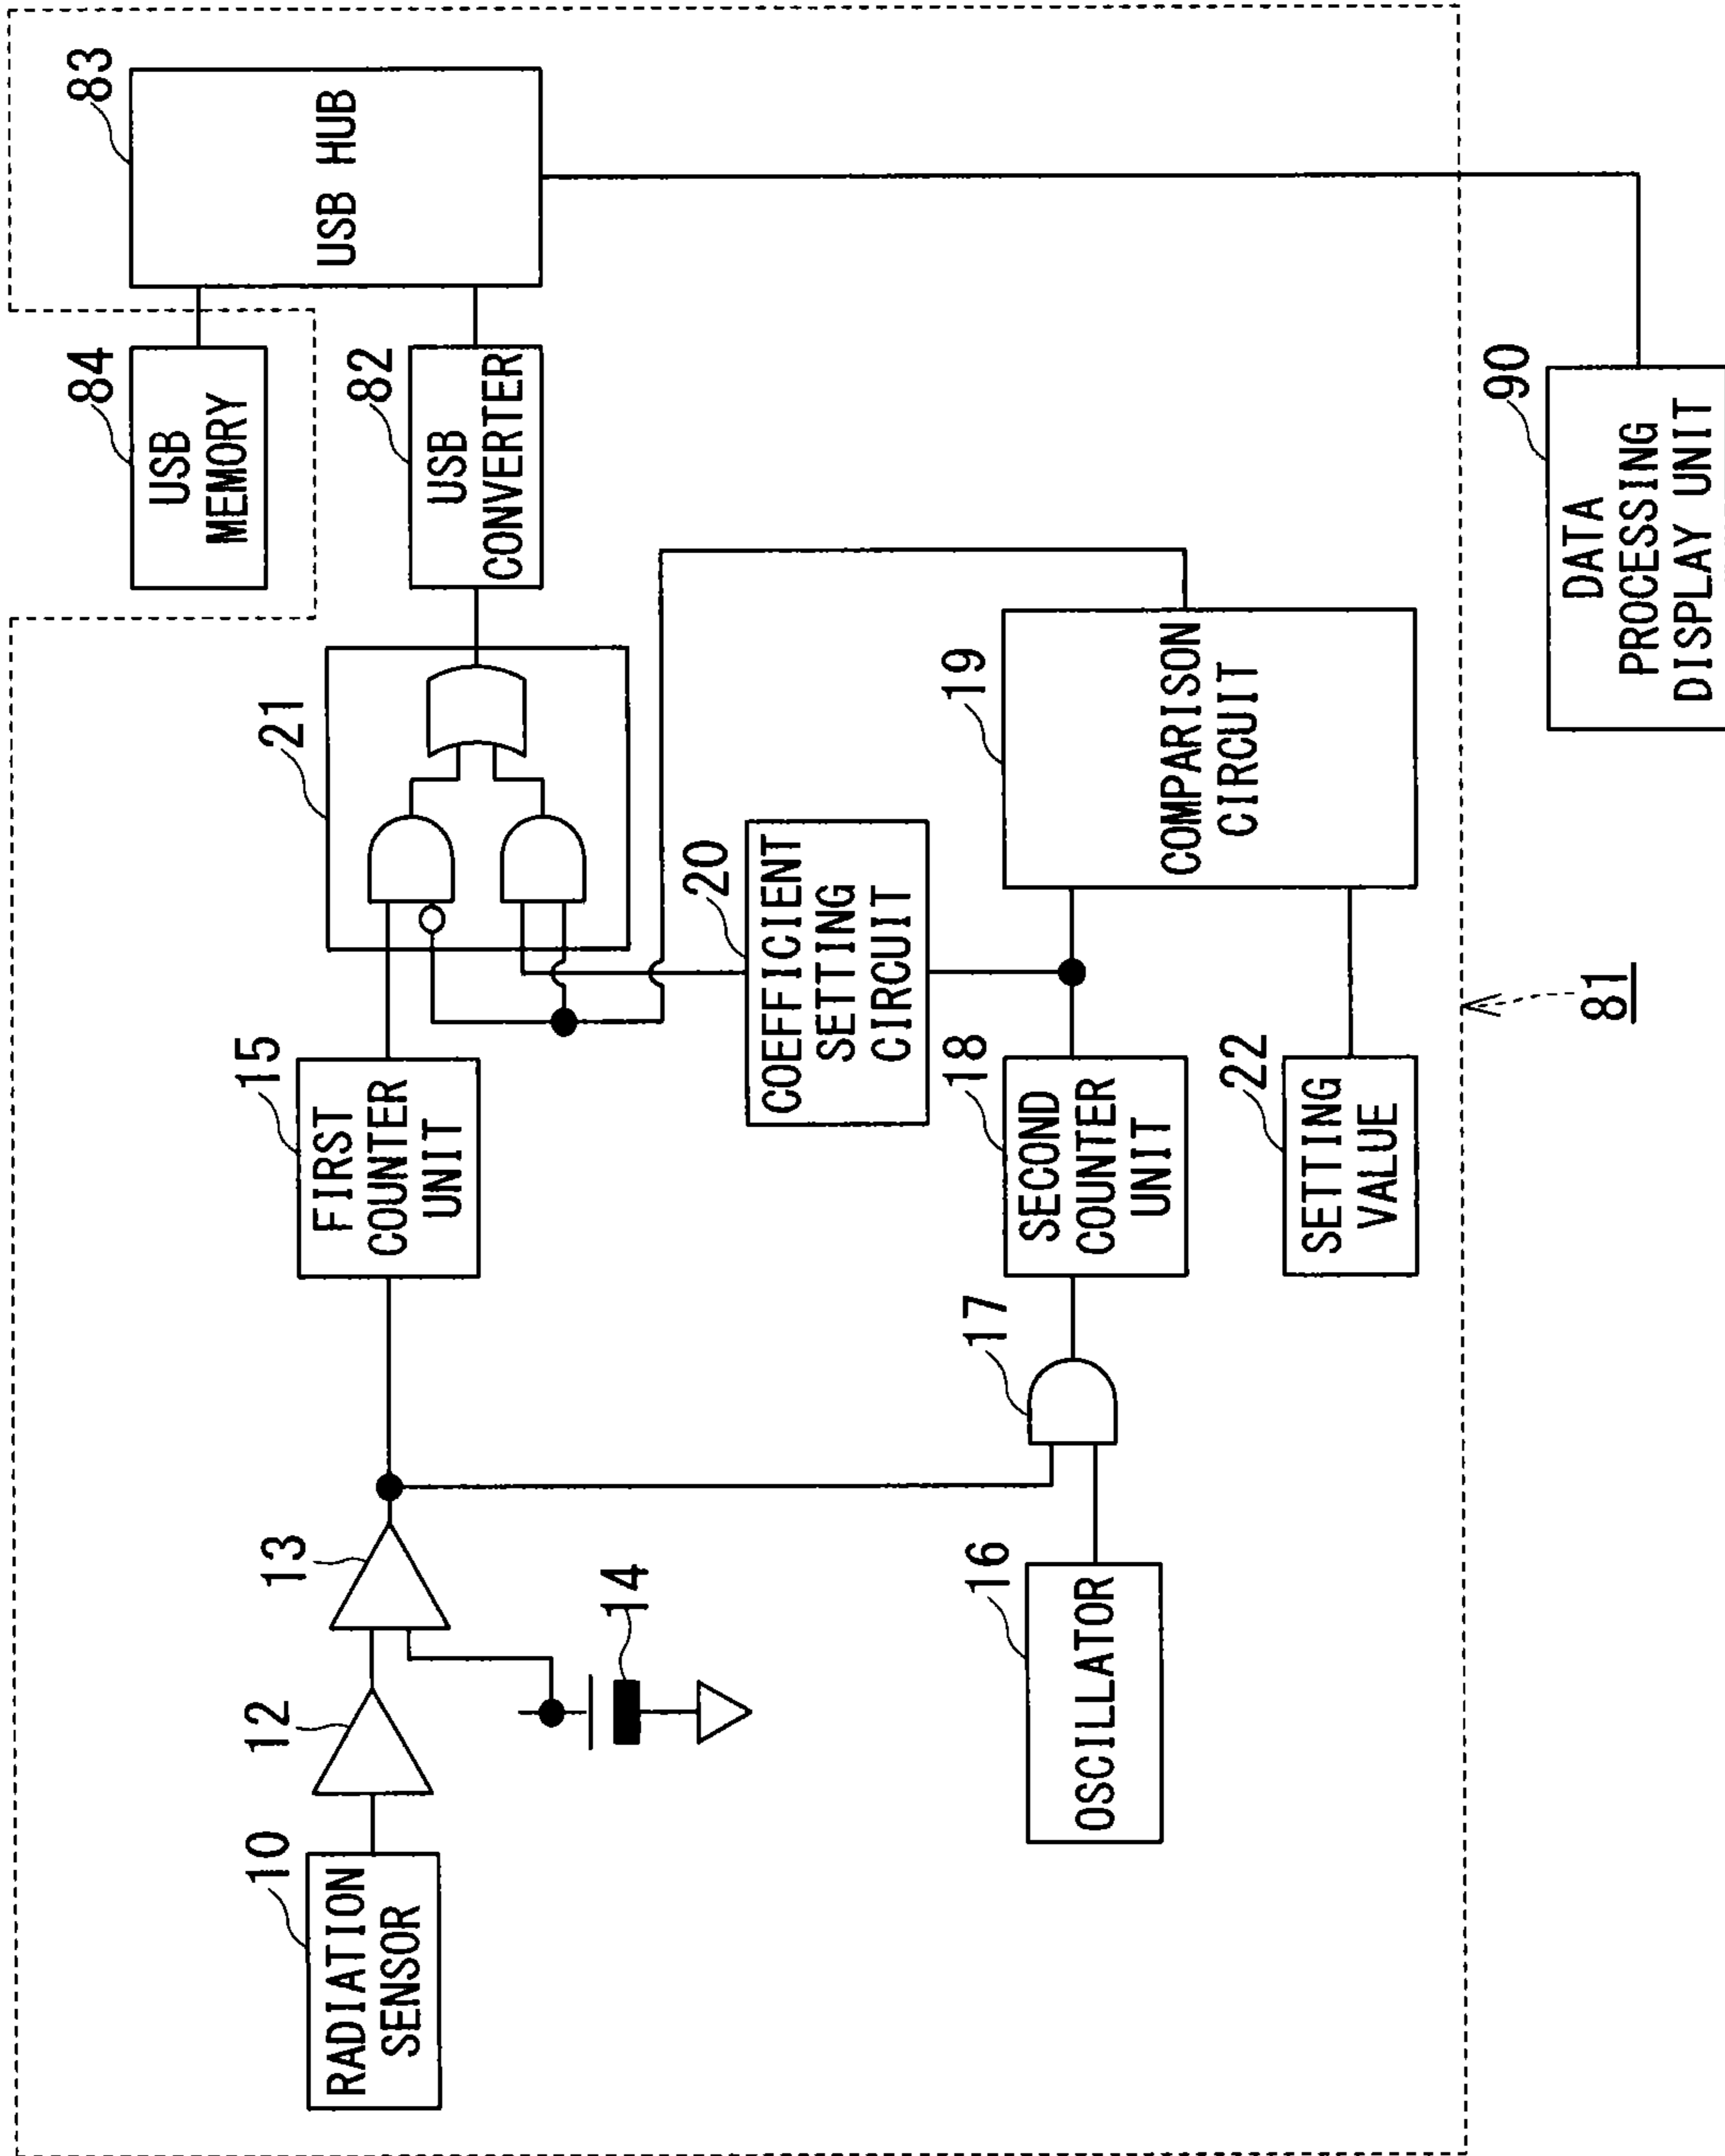 10
RADIATION
SENSOR
12
13
14
15
FIRST
COUNTER
UNIT
21
84
USB
MEMORY
83
USB HUB
82
USB
CONVERTER
20
COEFFICIENT
SETTING
CIRCUIT
16
OSCILLATOR
17
18
SECOND
COUNTER
UNIT
19
COMPARISON
CIRCUIT
22
SETTING
VALUE
81
90
DATA
PROCESSING
DISPLAY UNIT